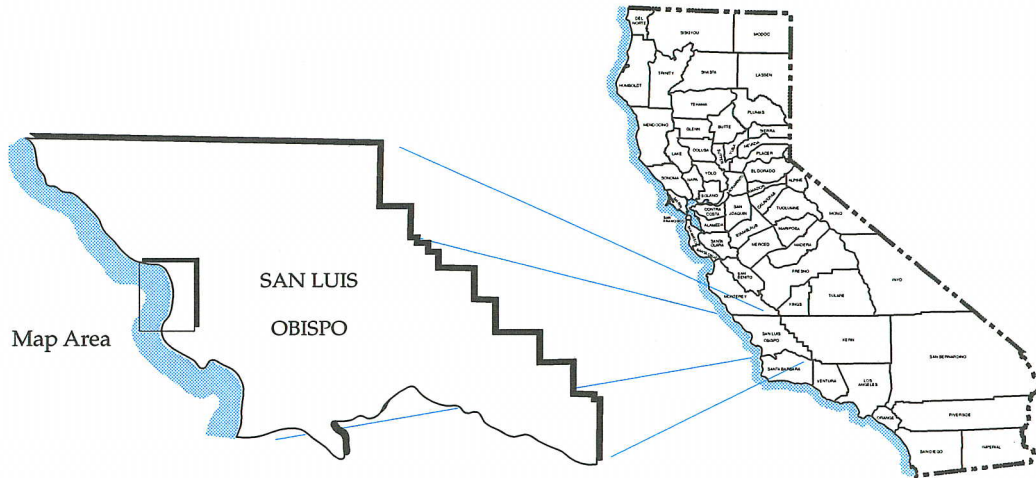 Map Area
SAN LUIS
OBISPO
DEL
NORTE
SISKIYOU
MODOC
HUMBOLDT
TRINITY
SHASTA
LASSEN
TEHAMA
PLUMAS
MENDOCINO
GLENN
BUTTE
SIERRA
LAKE
COLUSA
YUBA
NEVADA
PLACER
SONOMA
NAPA
YOLO
EL DORADO
ALPINE
SOLANO
CONTRA
COSTA
SAN
JOAQUIN
CALAVERAS
TUOLUMNE
MONO
SAN FRANCISCO
ALAMEDA
STANISLAUS
MARIPOSA
SANTA
CLARA
MERCED
MADERA
SAN
BENITO
FRESNO
INYO
MONTEREY
KINGS
TULARE
SAN LUIS
OBISPO
KERN
SAN BERNARDINO
SANTA BARBARA
VENTURA
LOS
ANGELES
ORANGE
RIVERSIDE
SAN DIEGO
IMPERIAL